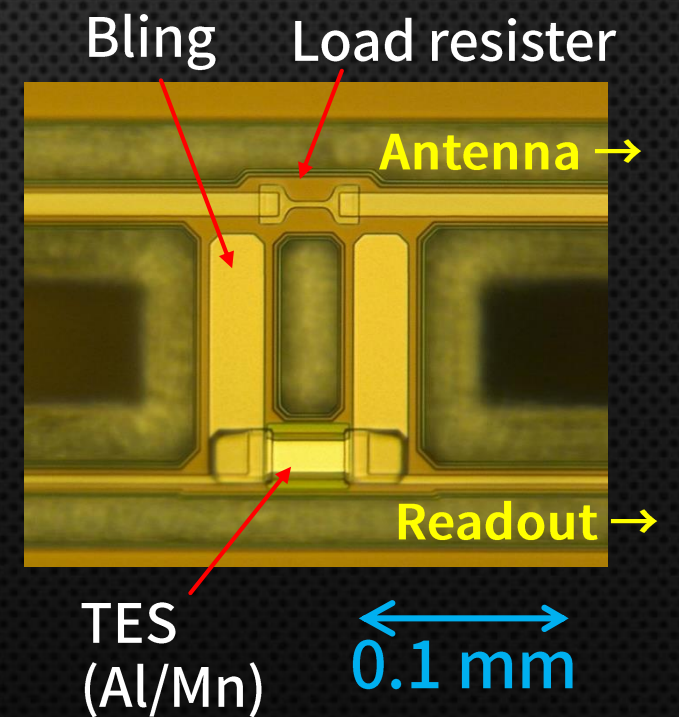 Bling
Load resister
Antenna →
Readout →
TES
(Al/Mn)
0.1 mm